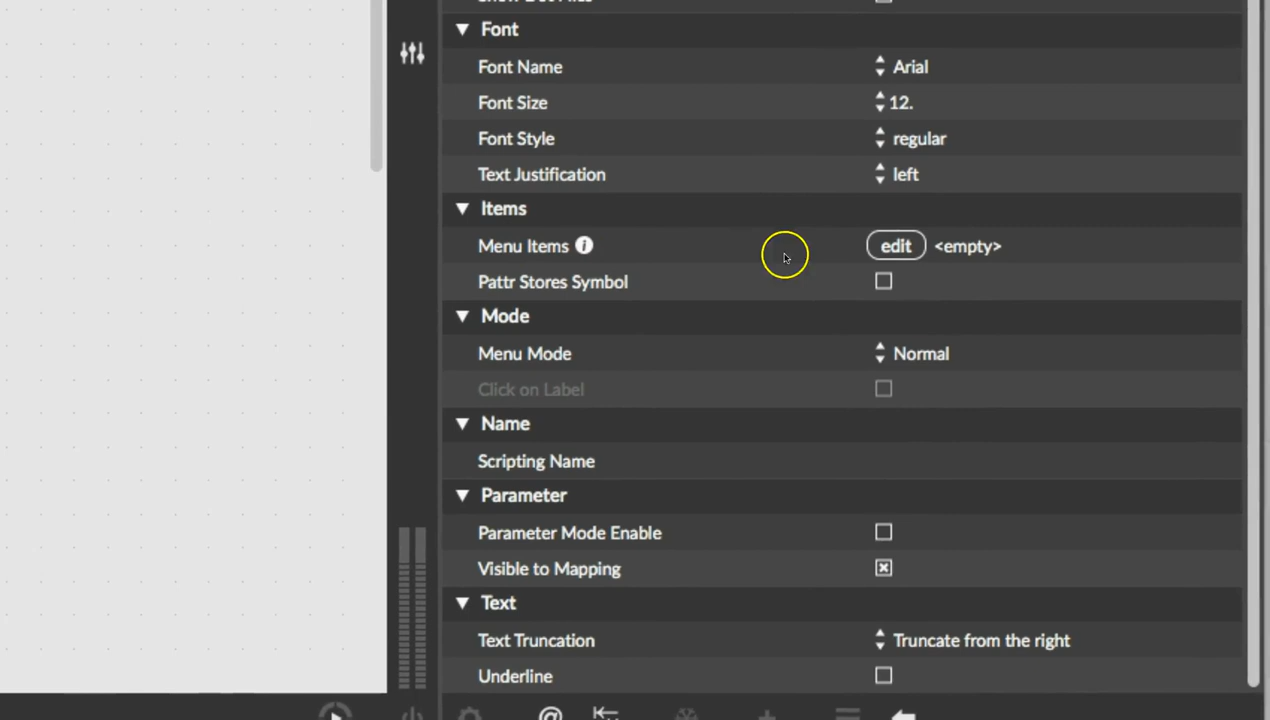 Font
Font Name Arial
Font Size 12.
Font Style regular
Text Justification left
Items
Menu Items edit <empty>
Pattr Stores Symbol
Mode
Menu Mode Normal
Click on Label
Name
Scripting Name
Parameter
Parameter Mode Enable
Visible to Mapping
Text
Text Truncation Truncate from the right
Underline